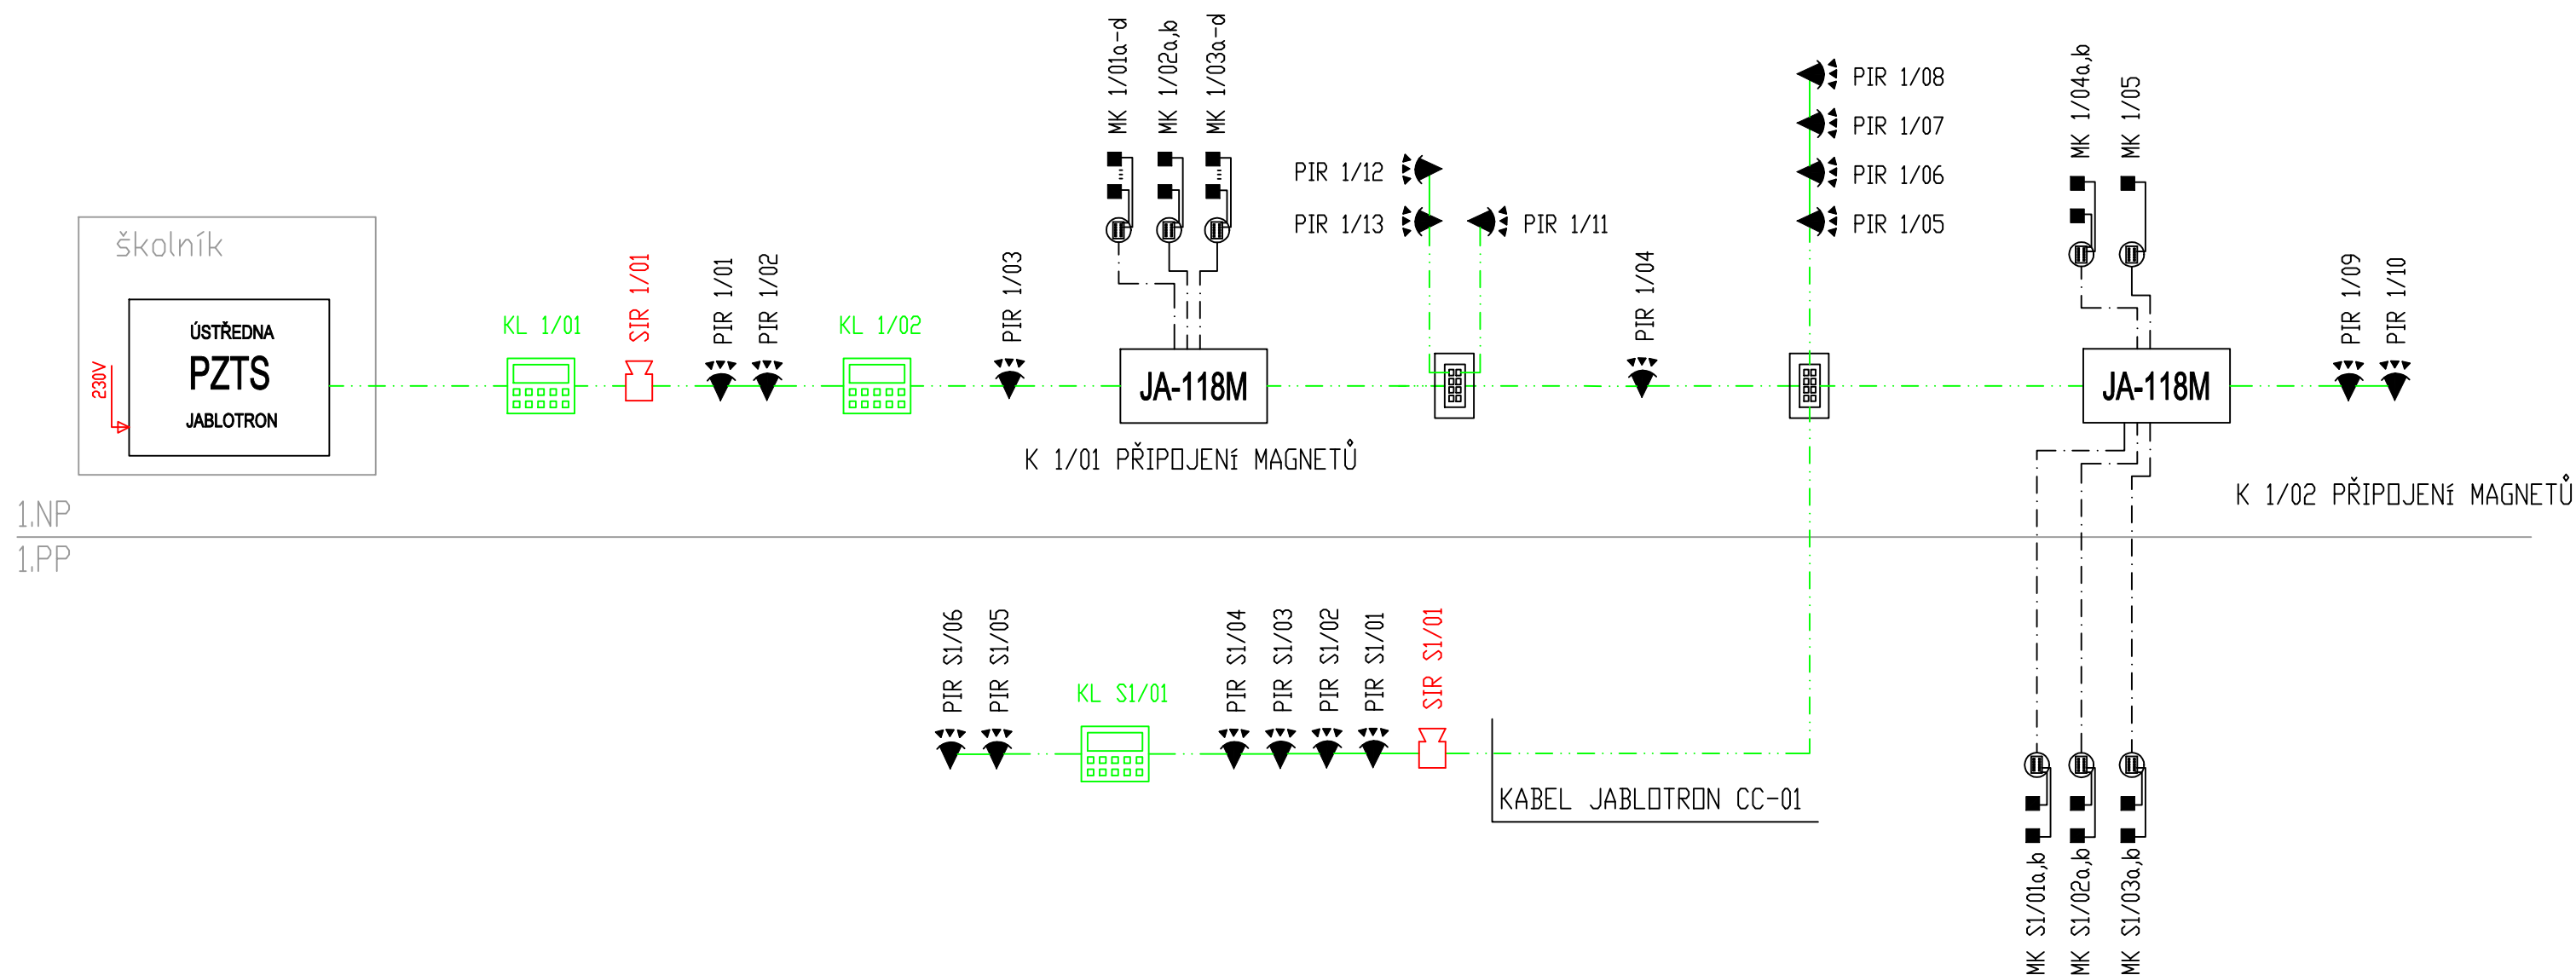 školník
ÚSTŘEDNA
PZTS
JABLOTRON
230V
KL 1/01
SIR 1/01
PIR 1/01
PIR 1/02
KL 1/02
PIR 1/03
MK 1/01a-d
MK 1/02a,b
MK 1/03a-d
JA-118M
K 1/01 PŘIPOJENí MAGNETŮ
PIR 1/12
PIR 1/13
PIR 1/11
PIR 1/04
PIR 1/08
PIR 1/07
PIR 1/06
PIR 1/05
MK 1/04a,b
MK 1/05
JA-118M
PIR 1/09
PIR 1/10
K 1/02 PŘIPOJENí MAGNETŮ
1.NP
1.PP
PIR S1/06
PIR S1/05
KL S1/01
PIR S1/04
PIR S1/03
PIR S1/02
PIR S1/01
SIR S1/01
KABEL JABLOTRON CC-01
MK S1/01a,b
MK S1/02a,b
MK S1/03a,b